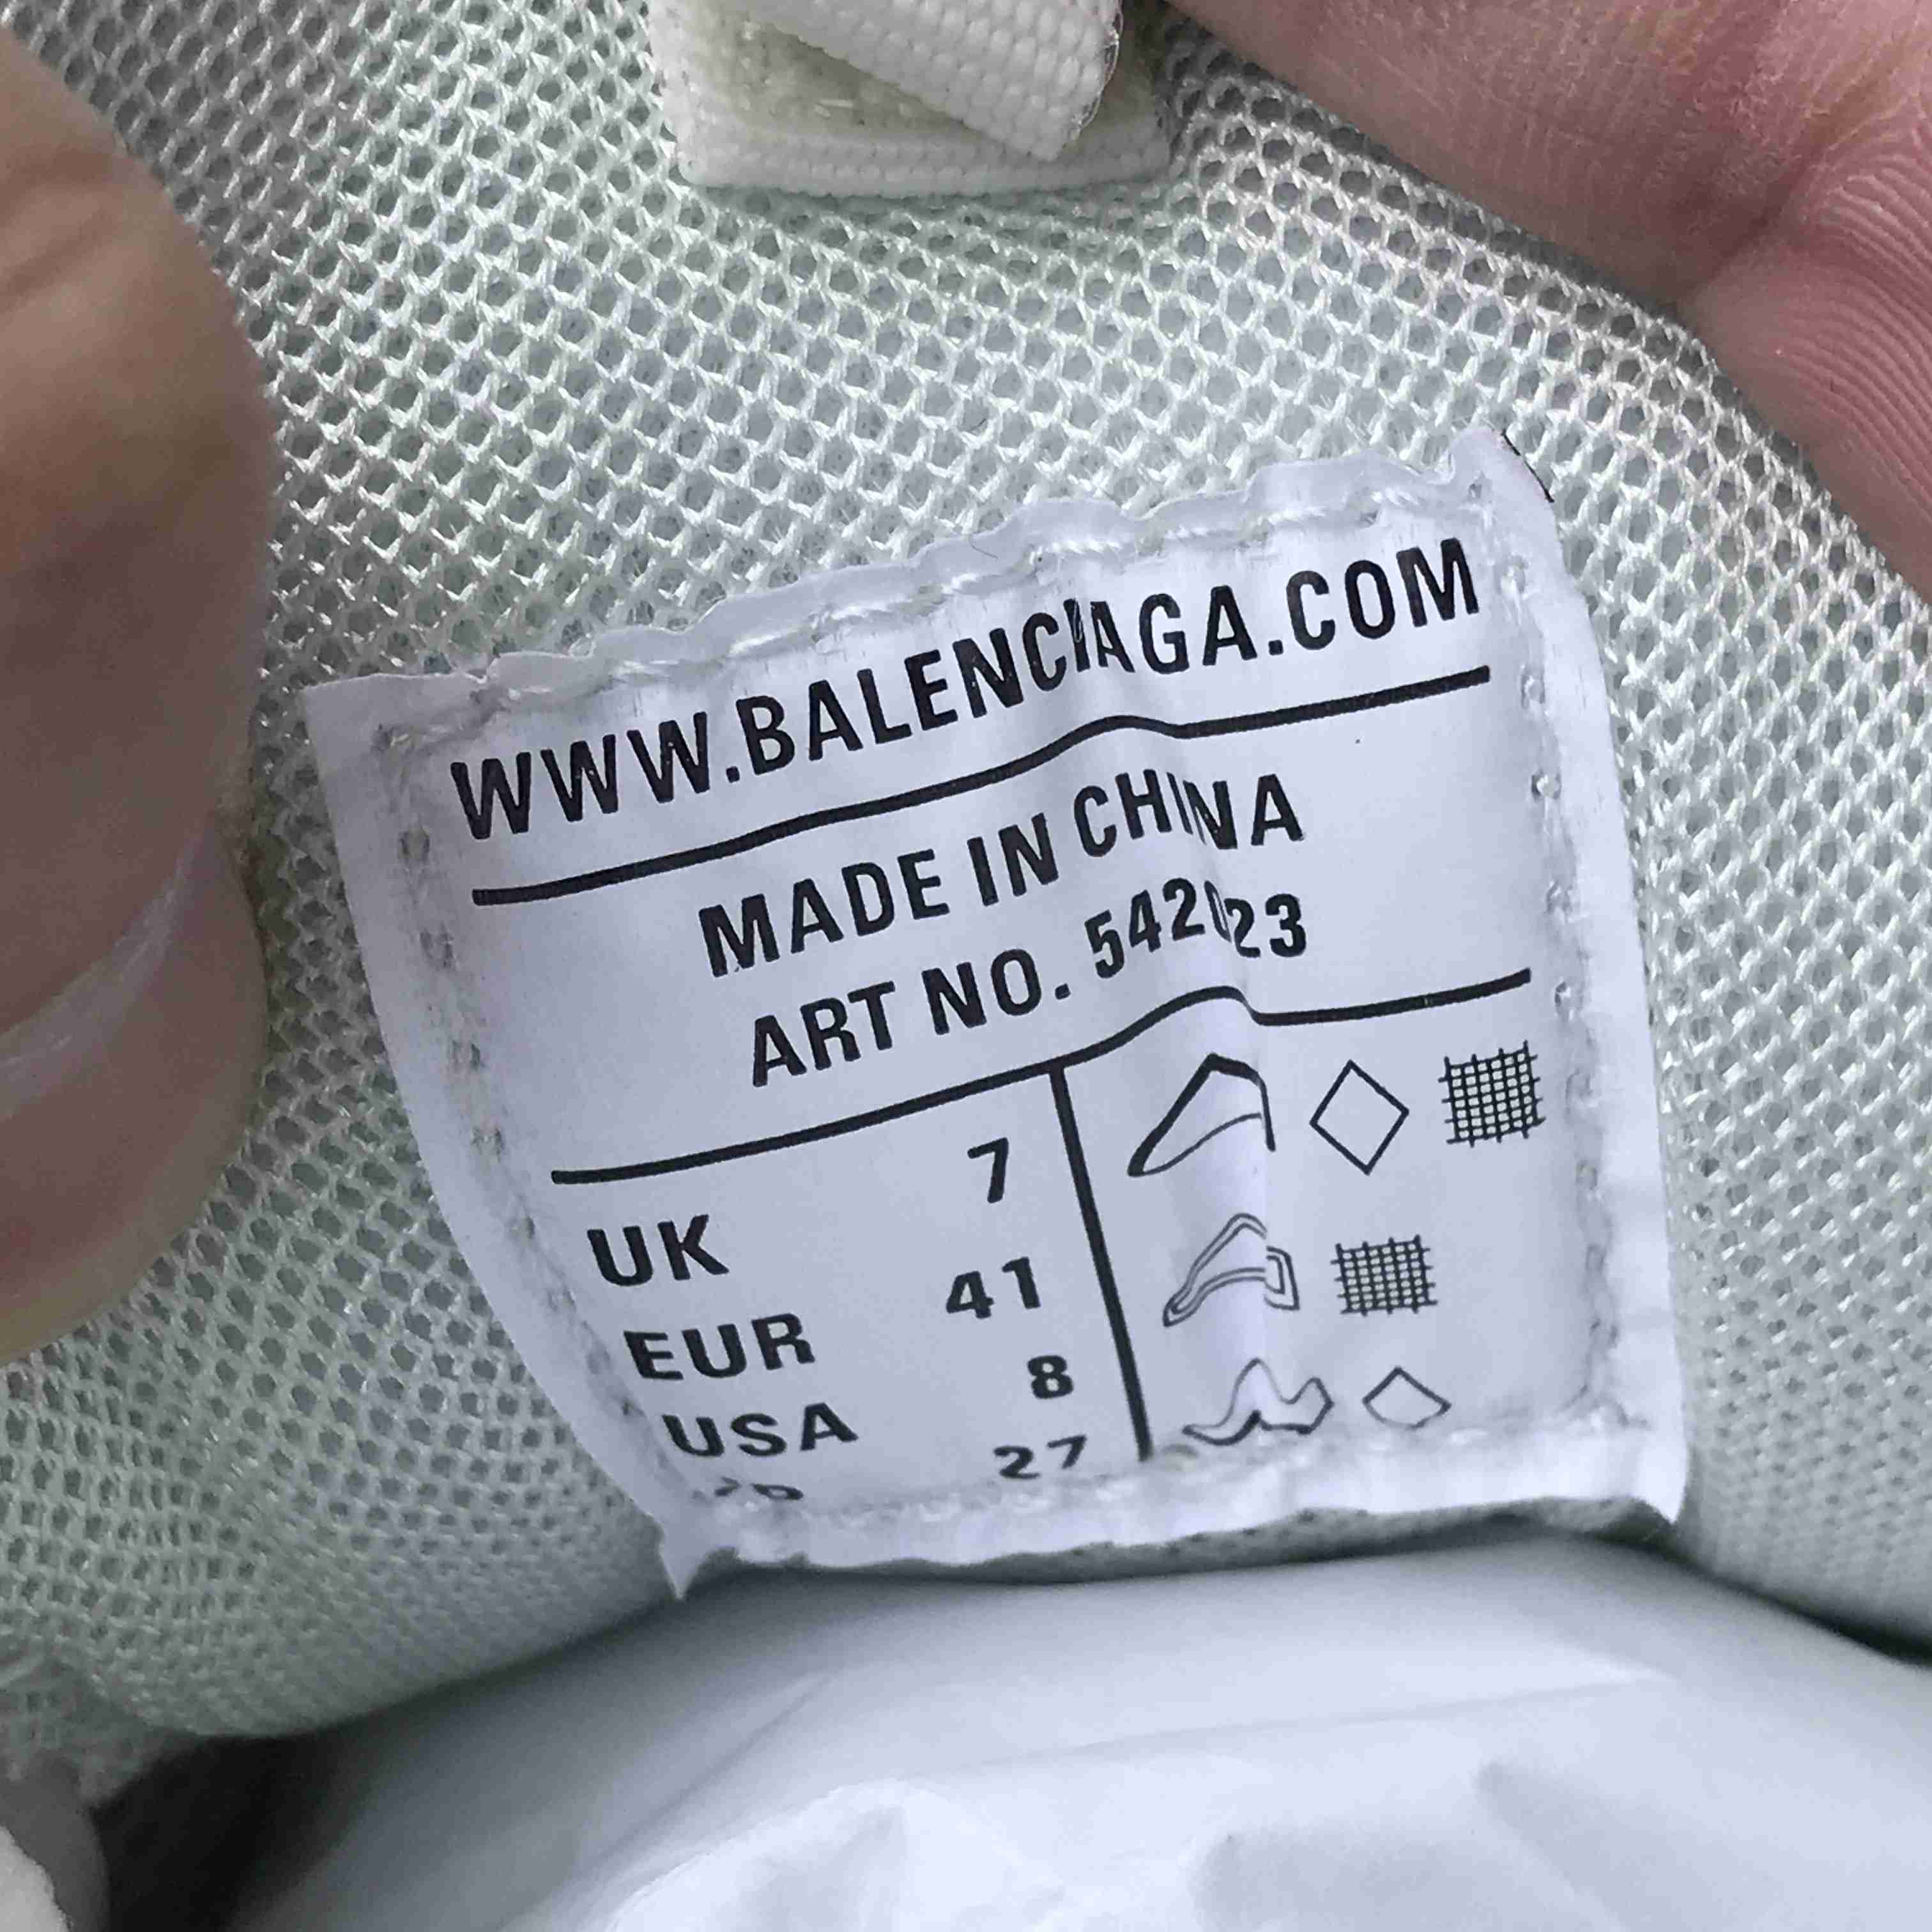 WWW.BALENCIAGA.COM
MADE IN CHINA
ART NO. 542023
UK 7
EUR 41
USA 8
27